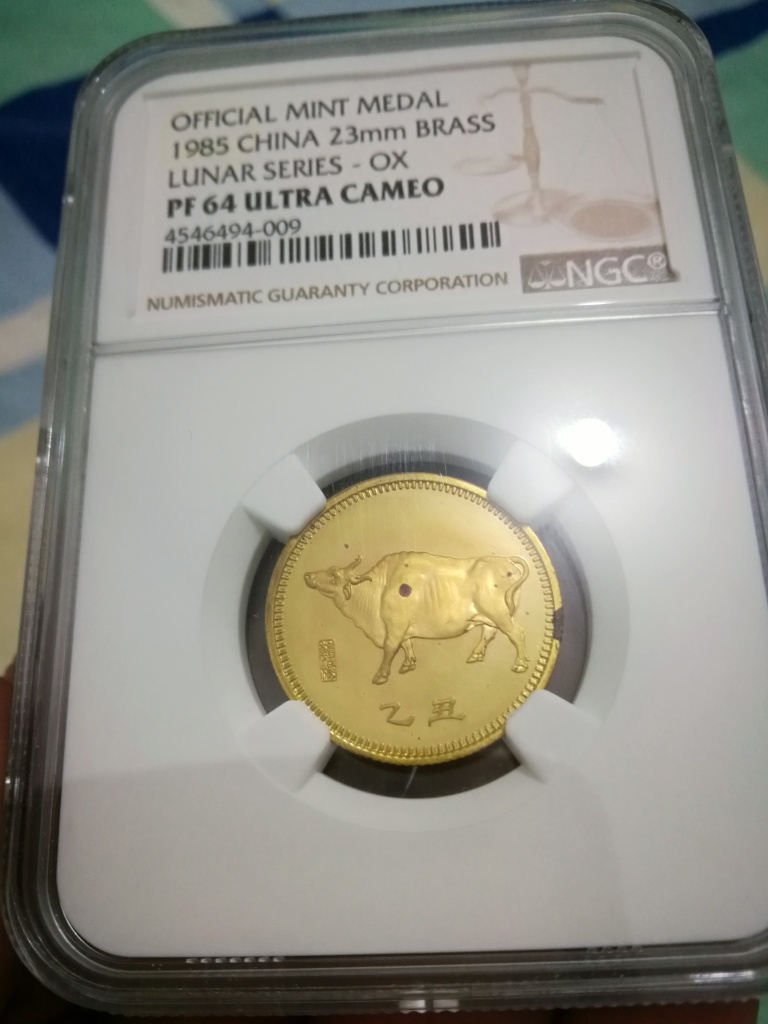 OFFICIAL MINT MEDAL
1985 CHINA 23mm BRASS
LUNAR SERIES - OX
PF 64 ULTRA CAMEO
4546494-009
NGC®
NUMISMATIC GUARANTY CORPORATION
乙丑